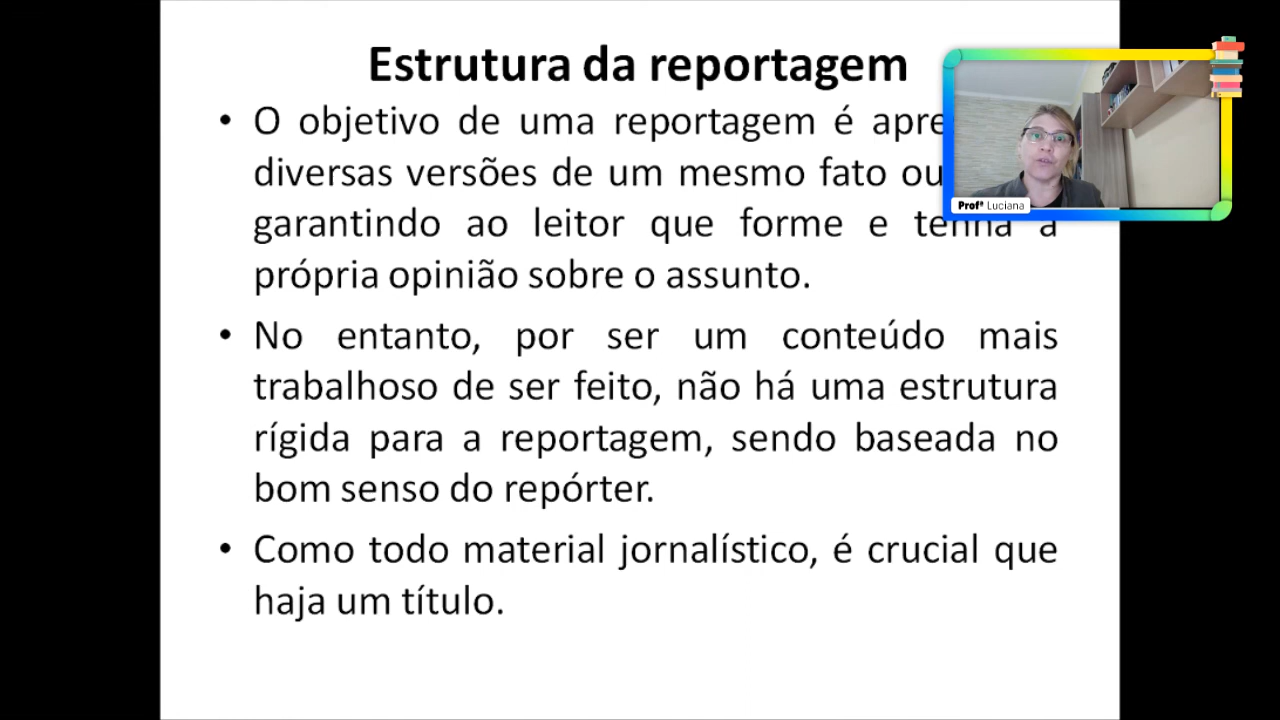 Estrutura da reportagem
• O objetivo de uma reportagem é
diversas versões de um mesmo fato ou
garantindo ao leitor que forme e tenha a
própria opinião sobre o assunto.
• No entanto, por ser um conteúdo mais
trabalhoso de ser feito, não há uma estrutura
rígida para a reportagem, sendo baseada no
bom senso do repórter.
• Como todo material jornalístico, é crucial que
haja um título.
Profª Luciana